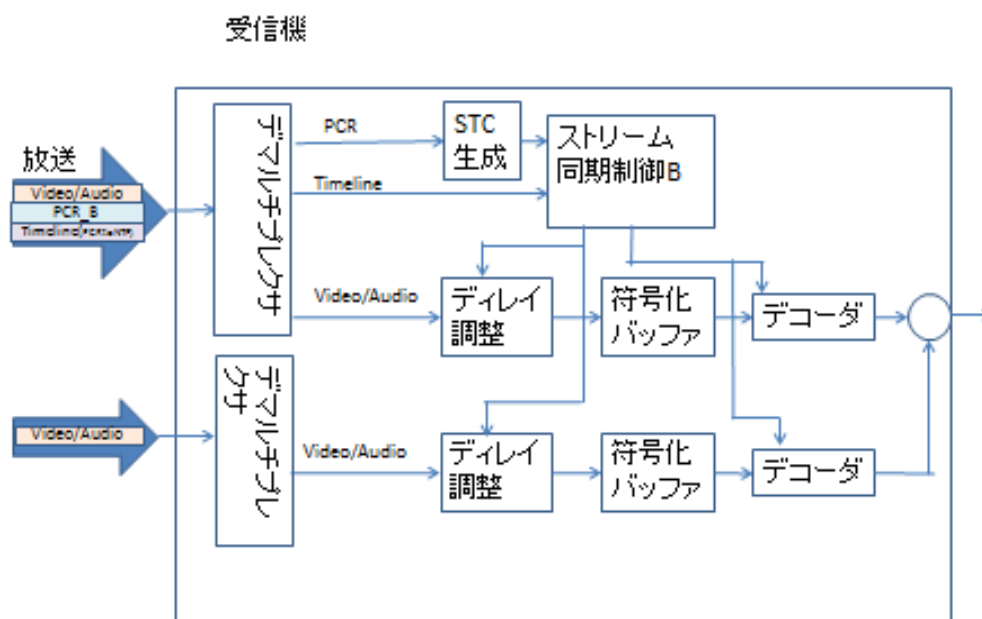 受信機
放送
Video/Audio
PCR_B
Timeline(PCRtoNTP)
デマルチプレクサ
PCR
Timeline
Video/Audio
STC
生成
ストリーム
同期制御B
ディレイ
調整
符号化
バッファ
デコーダ
Video/Audio
デマルチプレ
クサ
Video/Audio
ディレイ
調整
符号化
バッファ
デコーダ